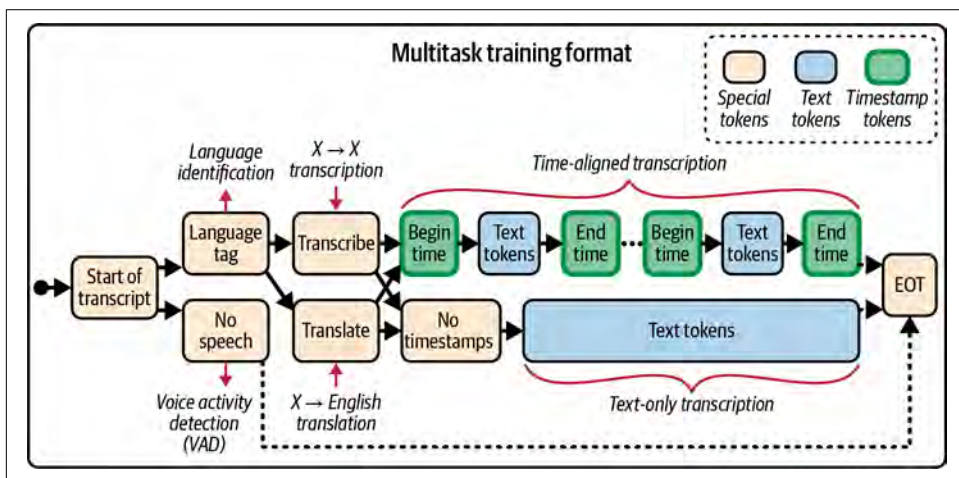 Multitask training format
Special
tokens
Text
tokens
Timestamp
tokens
Language
identification
X → X
transcription
Time-aligned transcription
Start of
transcript
Language
tag
Transcribe
Begin
time
Text
tokens
End
time
Begin
time
Text
tokens
End
time
EOT
No
speech
Translate
No
timestamps
Text tokens
Voice activity
detection
(VAD)
X → English
translation
Text-only transcription